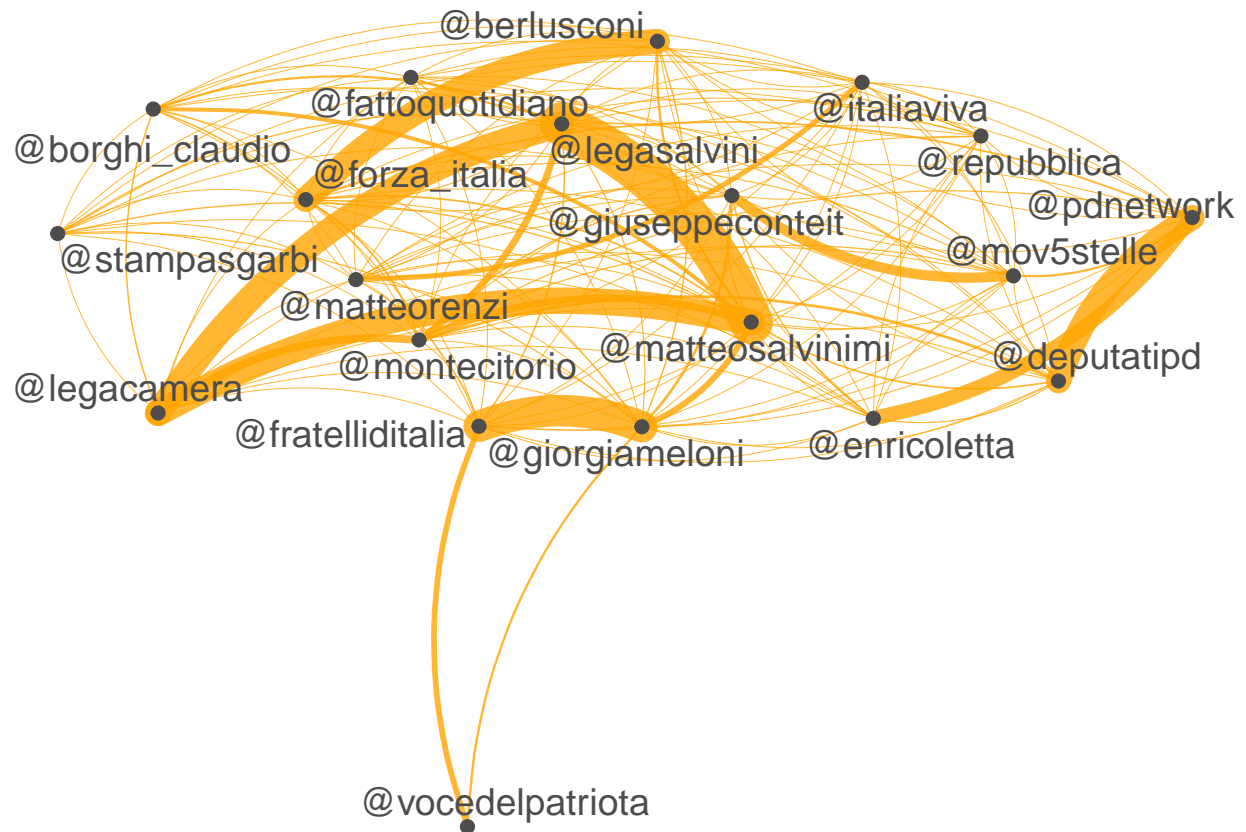 @berlusconi
@fattoquotidiano
@italiaviva
@borghi_claudio
@legasalvini
@repubblica
@forza_italia
@giuseppeconteit
@pdnetwork
@stampasgarbi
@mov5stelle
@matteorenzi
@matteosalvinimi
@deputatipd
@montecitorio
@legacamera
@fratelliditalia
@giorgiameloni
@enricoletta
@vocedelpatriota